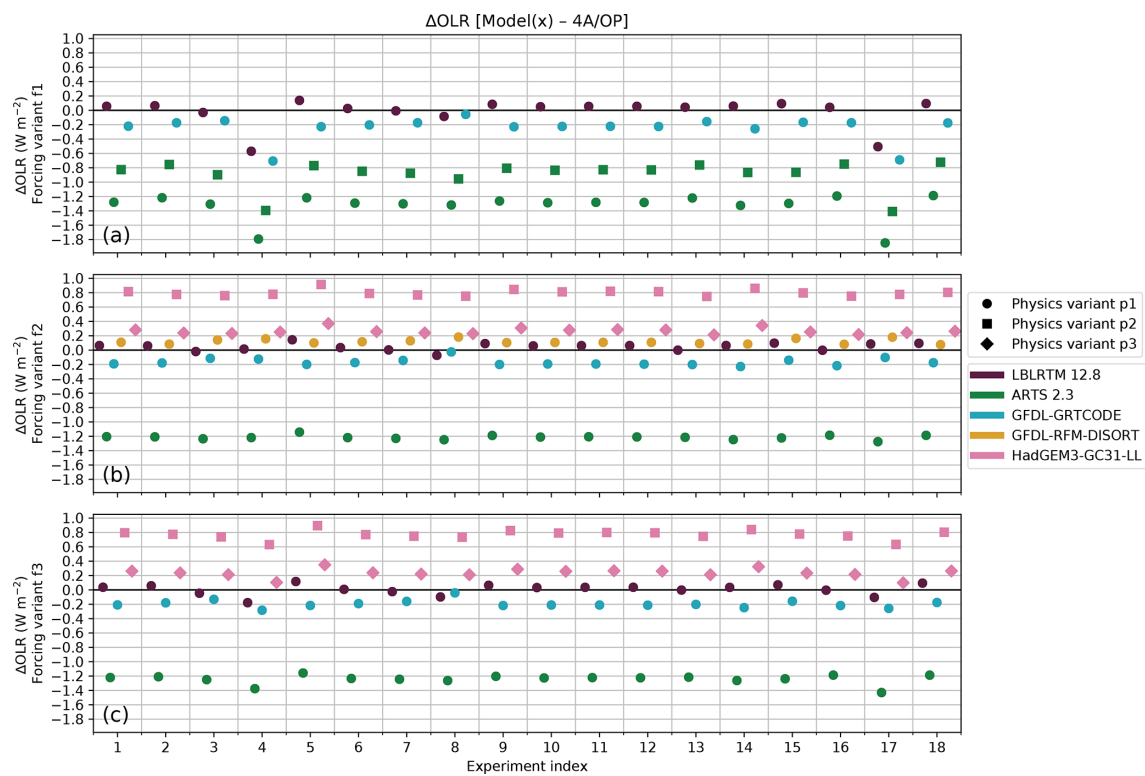 ΔOLR [Model(x) – 4A/OP]
ΔOLR (W m⁻²)
Forcing variant f1
1.0
0.8
0.6
0.4
0.2
0.0
−0.2
−0.4
−0.6
−0.8
−1.0
−1.2
−1.4
−1.6
−1.8
(a)
ΔOLR (W m⁻²)
Forcing variant f2
1.0
0.8
0.6
0.4
0.2
0.0
−0.2
−0.4
−0.6
−0.8
−1.0
−1.2
−1.4
−1.6
−1.8
(b)
Physics variant p1
Physics variant p2
Physics variant p3
LBLRTM 12.8
ARTS 2.3
GFDL-GRTCODE
GFDL-RFM-DISORT
HadGEM3-GC31-LL
ΔOLR (W m⁻²)
Forcing variant f3
1.0
0.8
0.6
0.4
0.2
0.0
−0.2
−0.4
−0.6
−0.8
−1.0
−1.2
−1.4
−1.6
−1.8
(c)
1 2 3 4 5 6 7 8 9 10 11 12 13 14 15 16 17 18
Experiment index